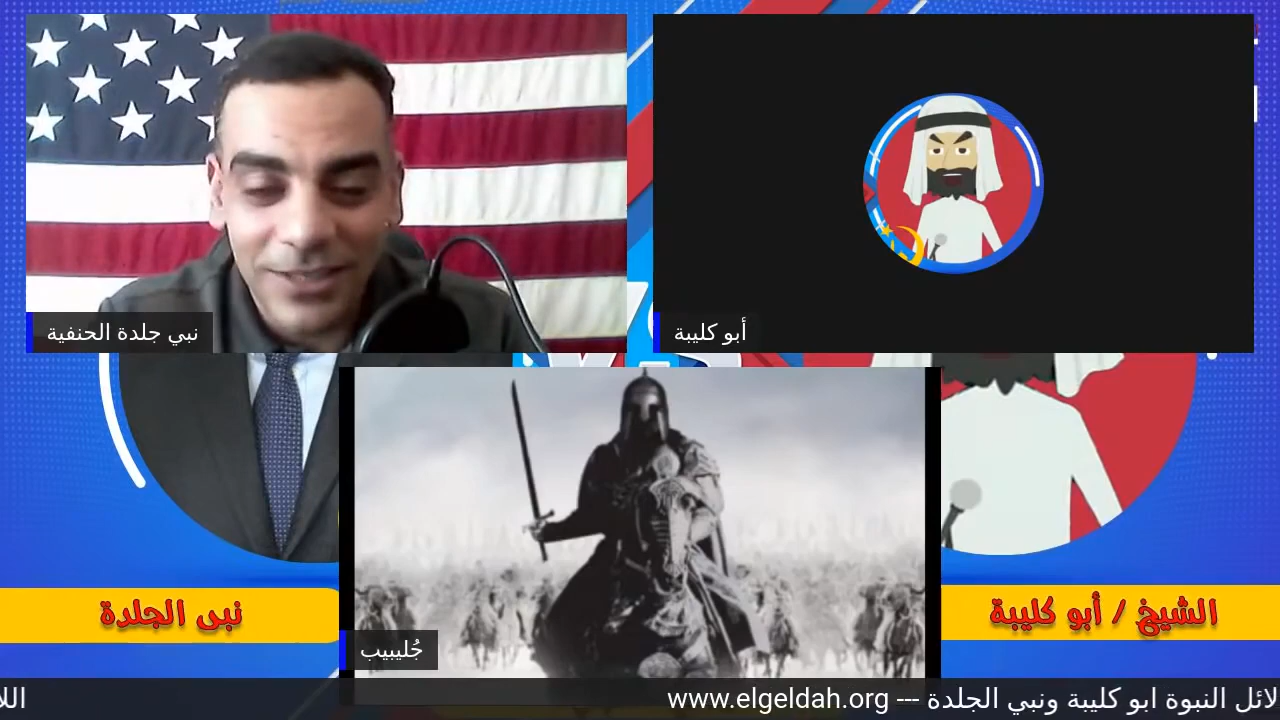 نبي جلدة الحنفية
أبو كليبة
نبى الجلدة
الشيخ / أبو كليبة
جُليبيب
لائل النبوة ابو كليبة ونبي الجلدة --- www.elgeldah.org
اللا